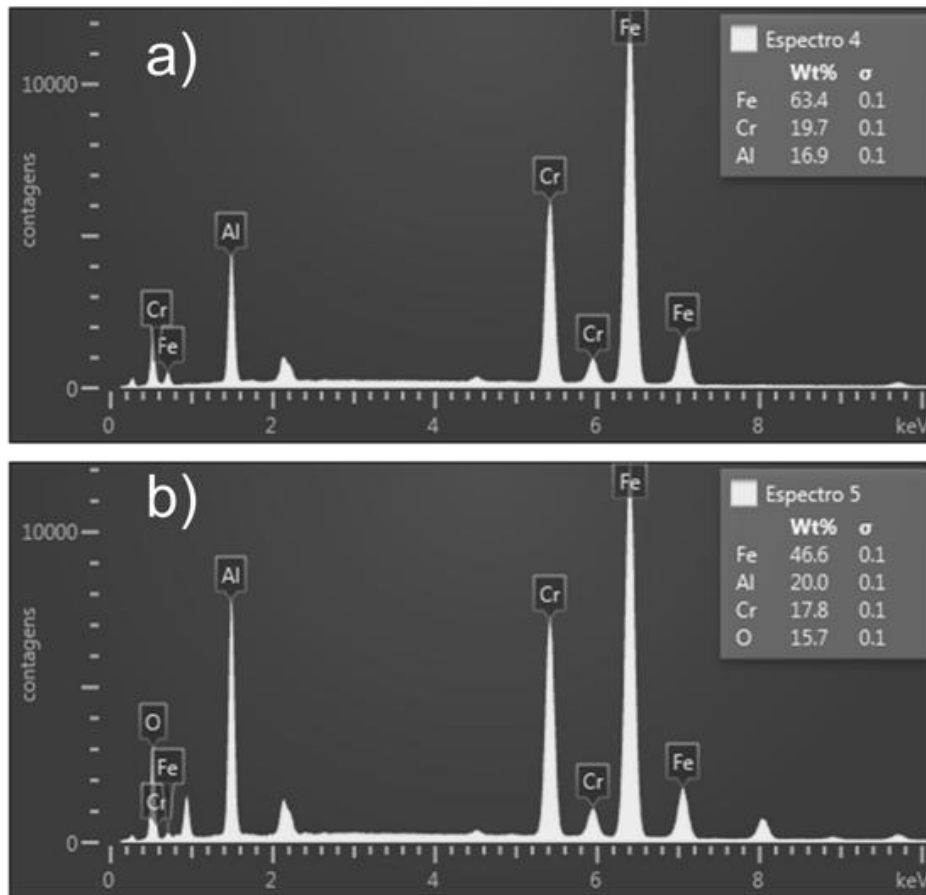 a)
Espectro 4
Wt% σ
Fe 63.4 0.1
Cr 19.7 0.1
Al 16.9 0.1
contagens
10000
0
Cr
Fe
Al
Cr
Cr
Fe
Fe
0 2 4 6 8 keV
b)
Espectro 5
Wt% σ
Fe 46.6 0.1
Al 20.0 0.1
Cr 17.8 0.1
O 15.7 0.1
contagens
10000
0
O
Fe
Cr
Al
Cr
Cr
Fe
Fe
0 2 4 6 8 keV